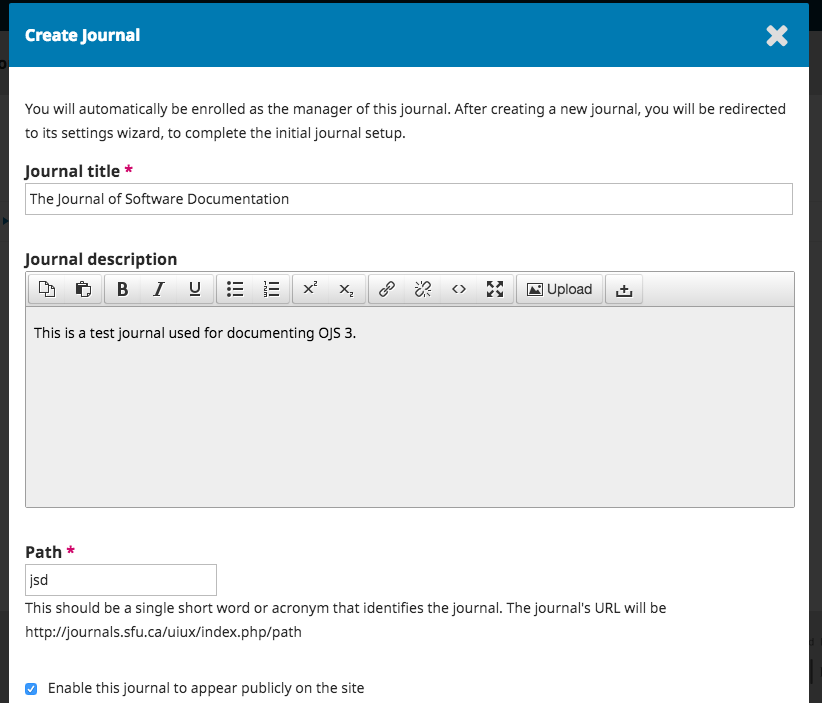 Create Journal
You will automatically be enrolled as the manager of this journal. After creating a new journal, you will be redirected
to its settings wizard, to complete the initial journal setup.
Journal title *
The Journal of Software Documentation
Journal description
B I U x² x₂ <> Upload
This is a test journal used for documenting OJS 3.
Path *
jsd
This should be a single short word or acronym that identifies the journal. The journal's URL will be
http://journals.sfu.ca/uiux/index.php/path
Enable this journal to appear publicly on the site